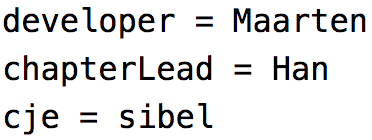 developer = Maarten
chapterLead = Han
cje = sibel